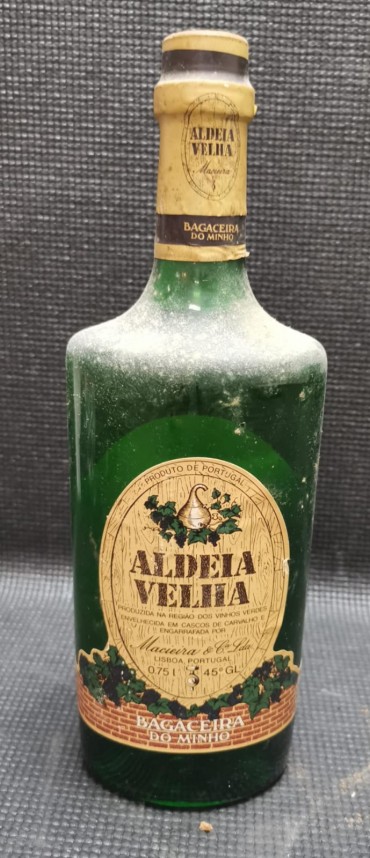 ALDEIA
VELHA
Macieira
BAGACEIRA
DO MINHO
PRODUTO DE PORTUGAL
ALDEIA
VELHA
PRODUZIDA NA REGIÃO DOS VINHOS VERDES
ENVELHECIDA EM CASCOS DE CARVALHO E
ENGARRAFADA POR
Macieira & Cª Lda
LISBOA, PORTUGAL
0,75 l 45° GL
BAGACEIRA
DO MINHO